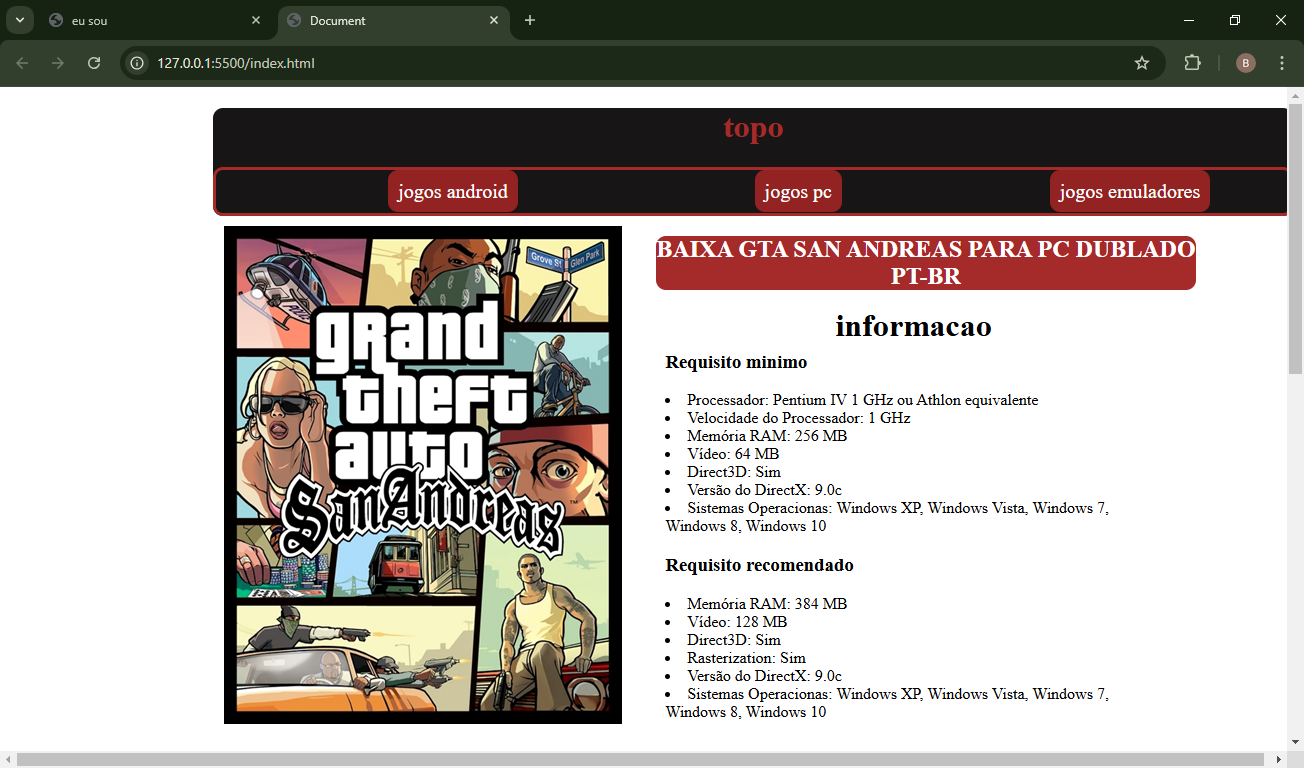 eu sou
Document
127.0.0.1:5500/index.html
B
topo
jogos android
jogos pc
jogos emuladores
Grove St
Glen Park
grand
theft
auto
San Andreas
™
BAIXA GTA SAN ANDREAS PARA PC DUBLADO
PT-BR
informacao
Requisito minimo
• Processador: Pentium IV 1 GHz ou Athlon equivalente
• Velocidade do Processador: 1 GHz
• Memória RAM: 256 MB
• Vídeo: 64 MB
• Direct3D: Sim
• Versão do DirectX: 9.0c
• Sistemas Operacionais: Windows XP, Windows Vista, Windows 7,
Windows 8, Windows 10
Requisito recomendado
• Memória RAM: 384 MB
• Vídeo: 128 MB
• Direct3D: Sim
• Rasterization: Sim
• Versão do DirectX: 9.0c
• Sistemas Operacionais: Windows XP, Windows Vista, Windows 7,
Windows 8, Windows 10